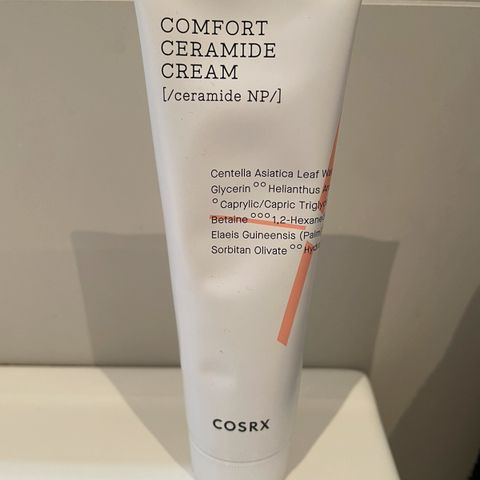 COMFORT
CERAMIDE
CREAM
[/ceramide NP/]
Centella Asiatica Leaf
Glycerin °° Helianthus
° Caprylic/Capric
Betaine °°° 1,2-
Elaeis Guineensis (Palm
Sorbitan Olivate °°
COSRX